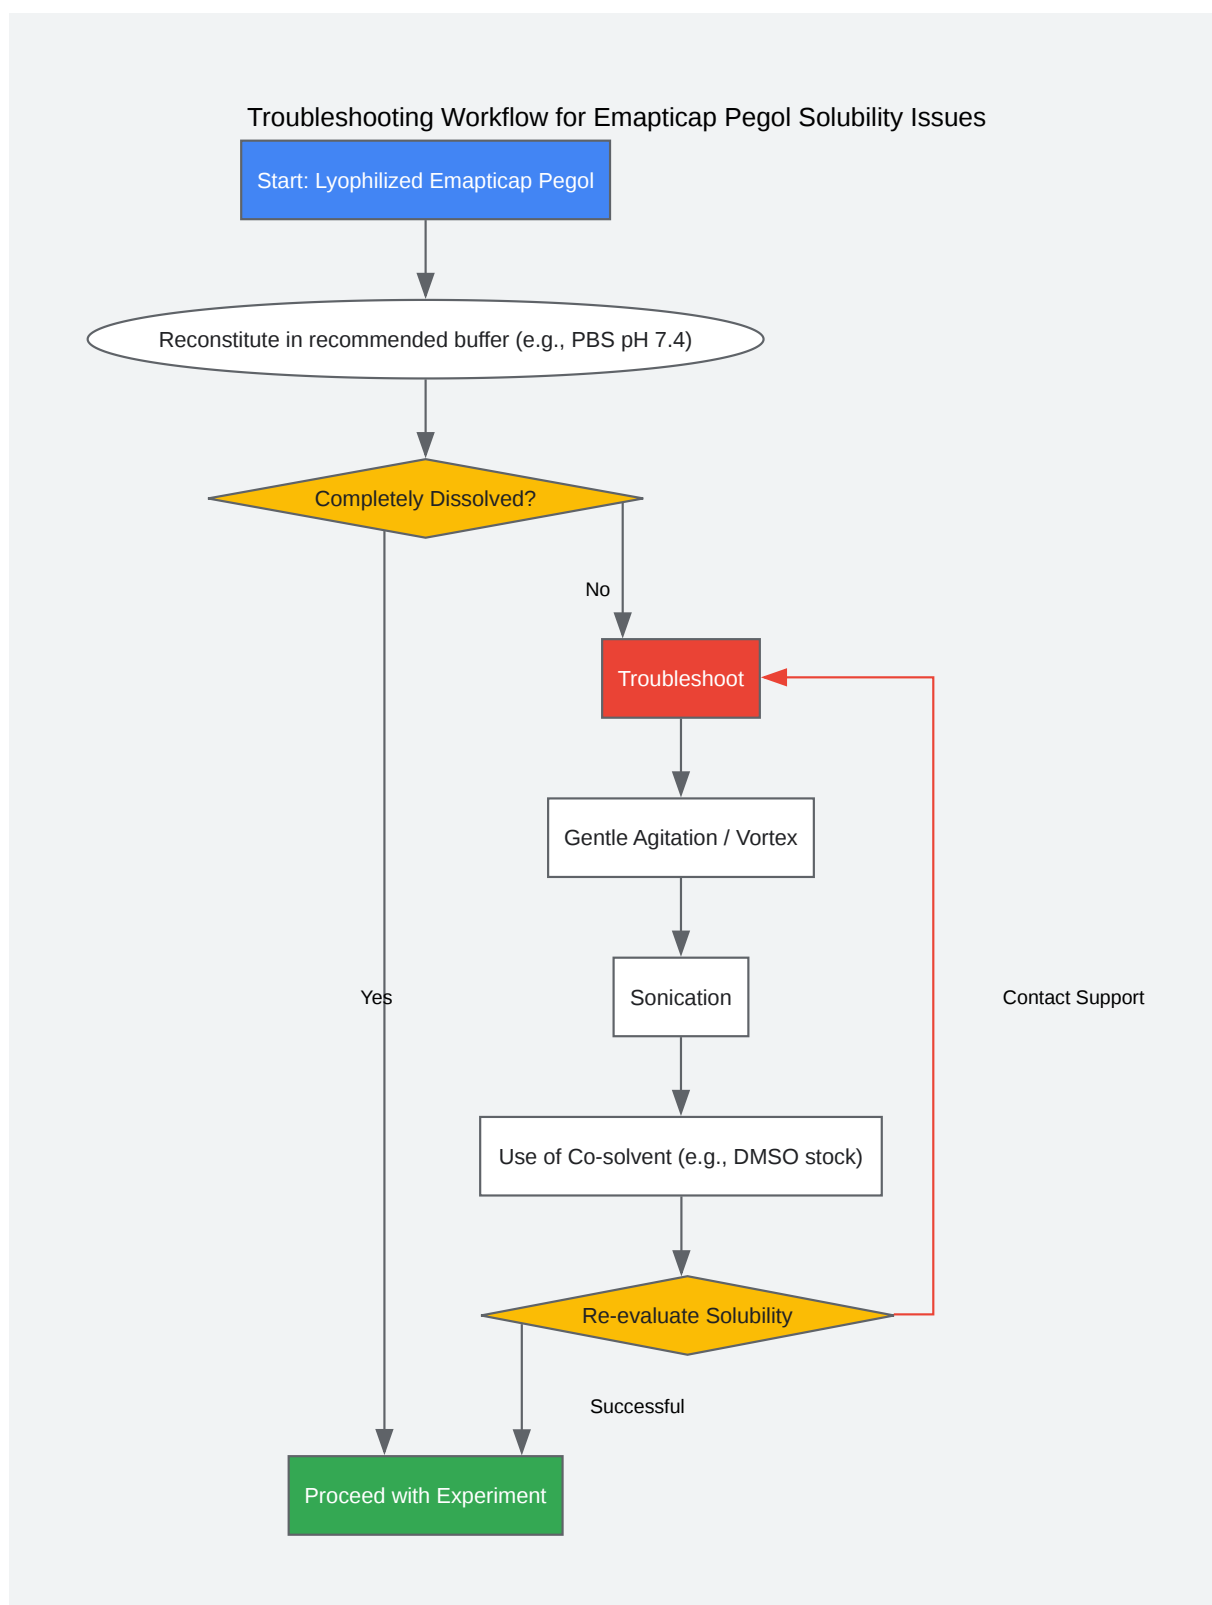 Troubleshooting Workflow for Emapticap Pegol Solubility Issues
Start: Lyophilized Emapticap Pegol
Reconstitute in recommended buffer (e.g., PBS pH 7.4)
Completely Dissolved?
No
Troubleshoot
Gentle Agitation / Vortex
Yes
Sonication
Contact Support
Use of Co-solvent (e.g., DMSO stock)
Re-evaluate Solubility
Successful
Proceed with Experiment